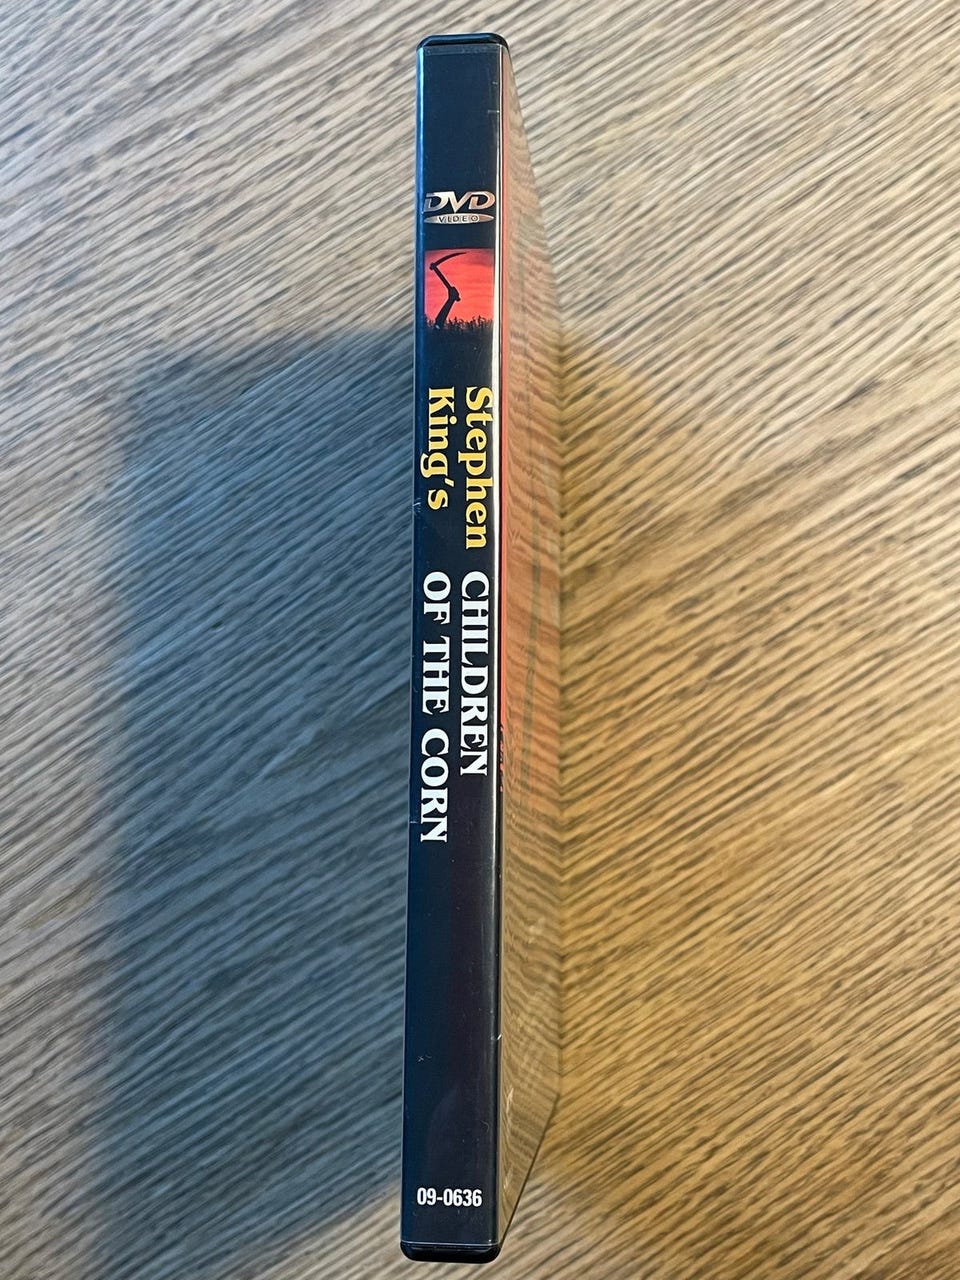 DVD
VIDEO
Stephen
King's
CHILDREN
OF THE CORN
09-0636